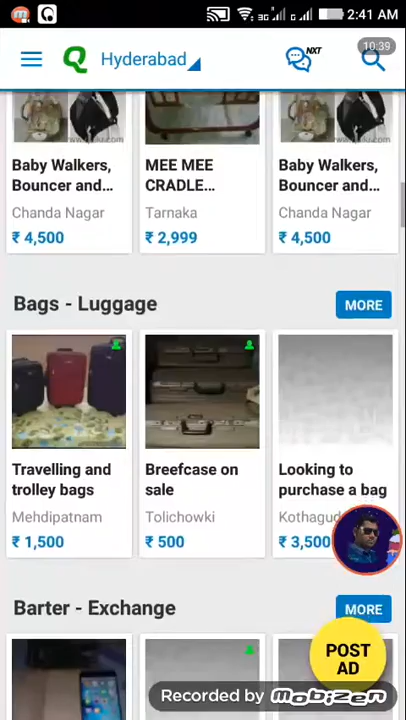 3G G 2:41 AM
Q Hyderabad NXT 10:39
Baby Walkers, Bouncer and...
Chanda Nagar
₹ 4,500
MEE MEE CRADLE...
Tarnaka
₹ 2,999
Baby Walkers, Bouncer and...
Chanda Nagar
₹ 4,500
Bags - Luggage
MORE
Travelling and
trolley bags
Mehdipatnam
₹ 1,500
Breefcase on
sale
Tolichowki
₹ 500
Looking to
purchase a bag
Kothagud
₹ 3,500
Barter - Exchange
MORE
POST
AD
Recorded by mobizen